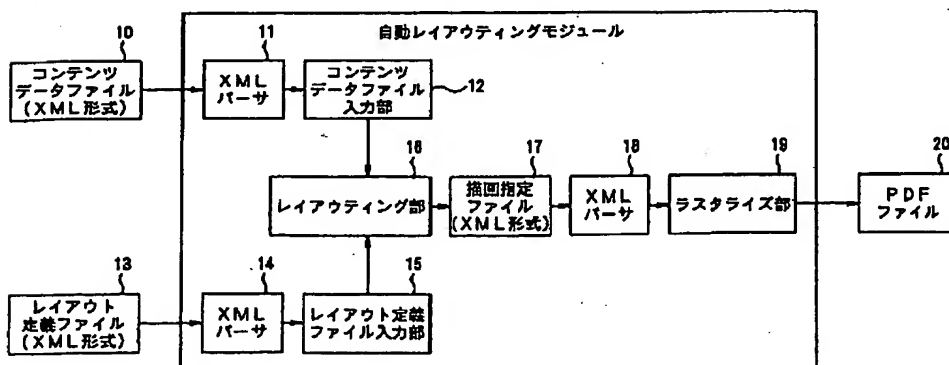 自動レイアウティングモジュール
10
コンテンツ
データファイル
(XML形式)
11
XML
パーサ
コンテンツ
データファイル
入力部
12
16
レイアウティング部
17
描画指定
ファイル
(XML形式)
18
XML
パーサ
19
ラスタライズ部
20
PDF
ファイル
13
レイアウト
定義ファイル
(XML形式)
14
XML
パーサ
15
レイアウト定義
ファイル入力部